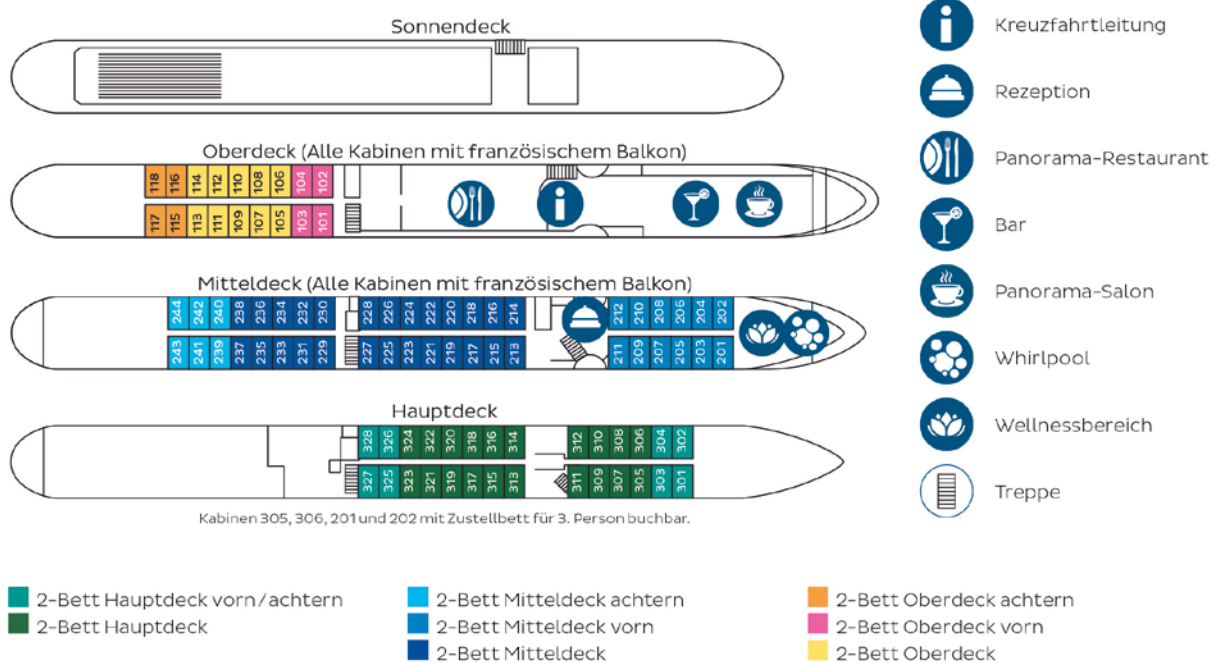 Sonnendeck
Oberdeck (Alle Kabinen mit französischem Balkon)
118 116 114 112 110 108 106 104 102
117 115 113 111 109 107 105 103 101
Mitteldeck (Alle Kabinen mit französischem Balkon)
244 242 240 238 236 234 232 230 228 226 224 222 220 218 216 214 212 210 208 206 204 202
243 241 239 237 235 233 231 229 227 225 223 221 219 217 215 213 211 209 207 205 203 201
Hauptdeck
328 326 324 322 320 318 316 314 312 310 308 306 304 302
327 325 323 321 319 317 315 313 311 309 307 305 303 301
Kabinen 305, 306, 201 und 202 mit Zustellbett für 3. Person buchbar.
Kreuzfahrtleitung
Rezeption
Panorama-Restaurant
Bar
Panorama-Salon
Whirlpool
Wellnessbereich
Treppe
2-Bett Hauptdeck vorn/achtern
2-Bett Hauptdeck
2-Bett Mitteldeck achtern
2-Bett Mitteldeck vorn
2-Bett Mitteldeck
2-Bett Oberdeck achtern
2-Bett Oberdeck vorn
2-Bett Oberdeck